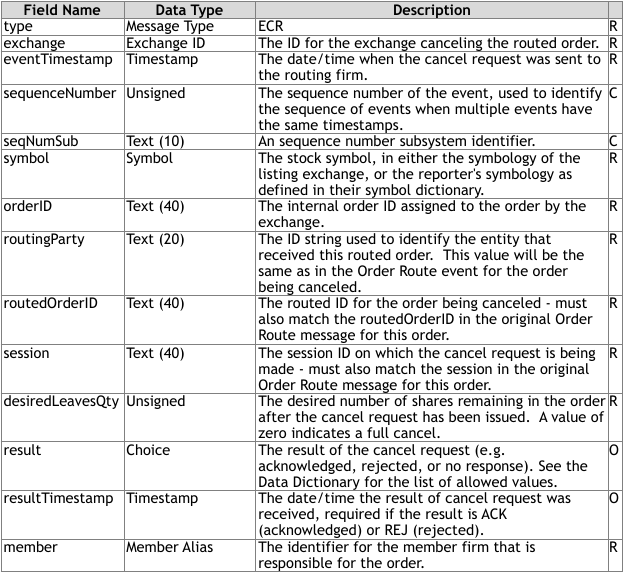 Field Name Data Type Description
type Message Type ECR R
exchange Exchange ID The ID for the exchange canceling the routed order. R
eventTimestamp Timestamp The date/time when the cancel request was sent to R
the routing firm.
sequenceNumber Unsigned The sequence number of the event, used to identify C
the sequence of events when multiple events have
the same timestamps.
seqNumSub Text (10) An sequence number subsystem identifier. C
symbol Symbol The stock symbol, in either the symbology of the R
listing exchange, or the reporter's symbology as
defined in their symbol dictionary.
orderID Text (40) The internal order ID assigned to the order by the R
exchange.
routingParty Text (20) The ID string used to identify the entity that R
received this routed order. This value will be the
same as in the Order Route event for the order
being canceled.
routedOrderID Text (40) The routed ID for the order being canceled - must R
also match the routedOrderID in the original Order
Route message for this order.
session Text (40) The session ID on which the cancel request is being R
made - must also match the session in the original
Order Route message for this order.
desiredLeavesQty Unsigned The desired number of shares remaining in the order R
after the cancel request has been issued. A value of
zero indicates a full cancel.
result Choice The result of the cancel request (e.g. O
acknowledged, rejected, or no response). See the
Data Dictionary for the list of allowed values.
resultTimestamp Timestamp The date/time the result of cancel request was O
received, required if the result is ACK
(acknowledged) or REJ (rejected).
member Member Alias The identifier for the member firm that is R
responsible for the order.